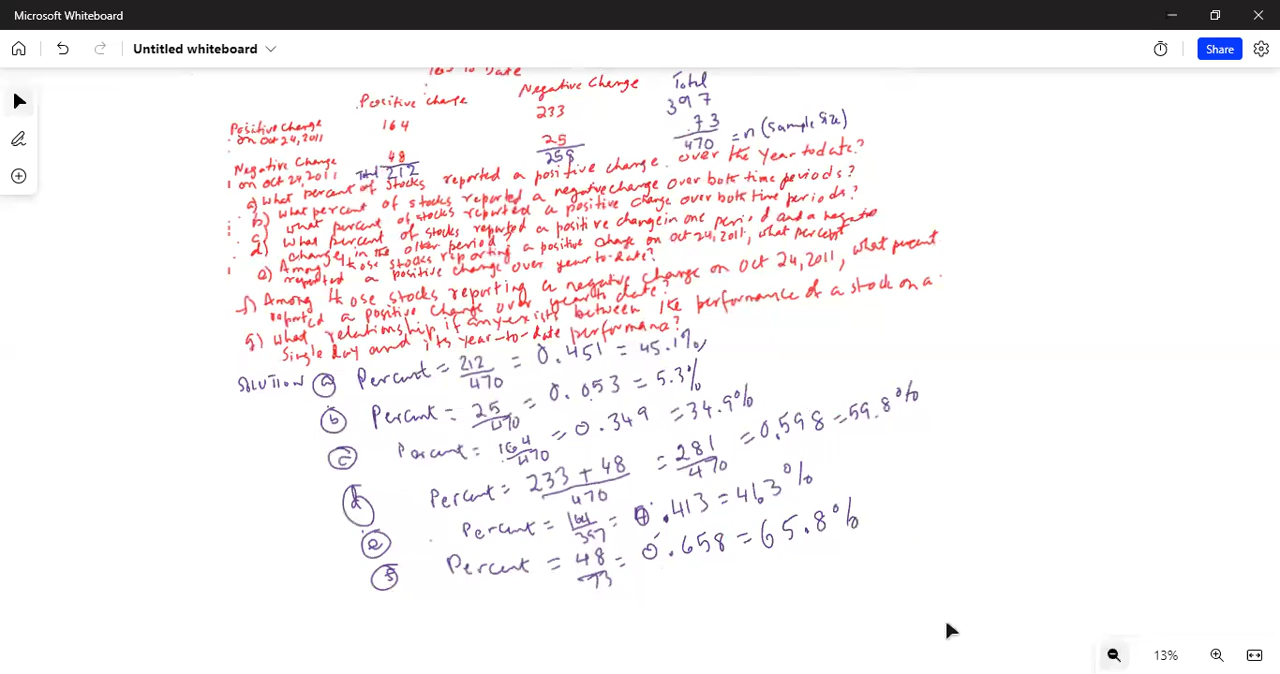 Microsoft Whiteboard
Untitled whiteboard
Share
Year to Date
Positive change Negative Change Total
Positive Change on Oct 24, 2011 164 233 397
Negative Change on Oct 24, 2011 48 25 73
Total 212 258 470 = n (Sample Size)
a) What percent of stocks reported a positive change over the year to date?
b) What percent of stocks reported a negative change over both time periods?
c) What percent of stocks reported a positive change over both time periods?
d) What percent of stocks reported a positive change in one period and a negative
change in the other period?
e) Among those stocks reporting a positive change on Oct 24, 2011, what percent
reported a positive change over year to-date?
f) Among those stocks reporting a negative change on Oct 24, 2011, what percent
reported a positive change over year to date?
g) What relationship if any exists between the performance of a stock on a
single day and its year-to-date performance?
SOLUTION (a) Percent = 212/470 = 0.451 = 45.1%
(b) Percent = 25/470 = 0.053 = 5.3%
(c) Percent = 164/470 = 0.349 = 34.9%
(d) Percent = 233 + 48/470 = 281/470 = 0.598 = 59.8%
(e) Percent = 164/397 = 0.413 = 463%
(f) Percent = 48/73 = 0.658 = 65.8%
13%